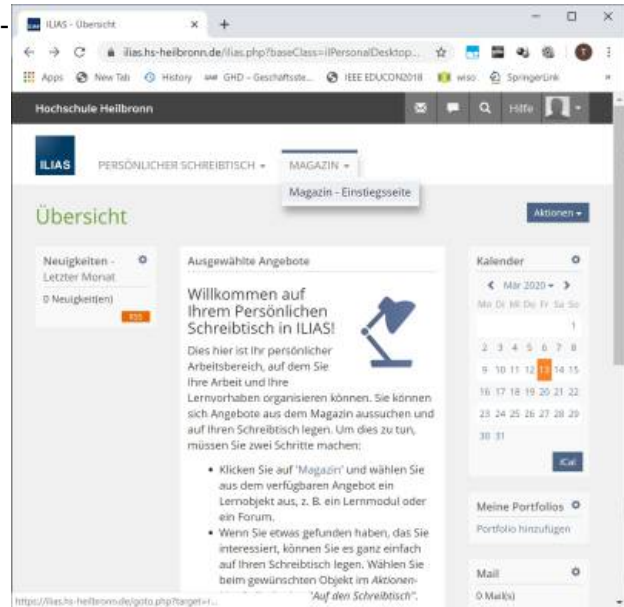 -
ILIAS - Übersicht
ilias.hs-heilbronn.de/ilias.php?baseClass=ilPersonalDesktop...
Apps New Tab History GHD - Geschäftsste... IEEE EDUCON2018 wiso. SpringerLink
Hochschule Heilbronn
Hilfe
ILIAS
PERSÖNLICHER SCHREIBTISCH
MAGAZIN
Magazin - Einstiegsseite
Übersicht
Aktionen
Neuigkeiten -
Letzter Monat
0 Neuigkeit(en)
RSS
Ausgewählte Angebote
Willkommen auf
Ihrem Persönlichen
Schreibtisch in ILIAS!
Dies hier ist Ihr persönlicher
Arbeitsbereich, auf dem Sie
Ihre Arbeit und Ihre
Lernvorhaben organisieren können. Sie können
sich Angebote aus dem Magazin aussuchen und
auf Ihren Schreibtisch legen. Um dies zu tun,
müssen Sie zwei Schritte machen:
• Klicken Sie auf 'Magazin' und wählen Sie
aus dem verfügbaren Angebot ein
Lernobjekt aus, z. B. ein Lernmodul oder
ein Forum.
• Wenn Sie etwas gefunden haben, das Sie
interessiert, können Sie es ganz einfach
auf Ihren Schreibtisch legen. Wählen Sie
beim gewünschten Objekt im Aktionen-
"Auf den Schreibtisch".
Kalender
Mär 2020
Mo Di Mi Do Fr Sa So
1
2 3 4 5 6 7 8
9 10 11 12 13 14 15
16 17 18 19 20 21 22
23 24 25 26 27 28 29
30 31
iCal
Meine Portfolios
Portfolio hinzufügen
Mail
0 Mail(s)
https://ilias.hs-heilbronn.de/goto.php?target=r...